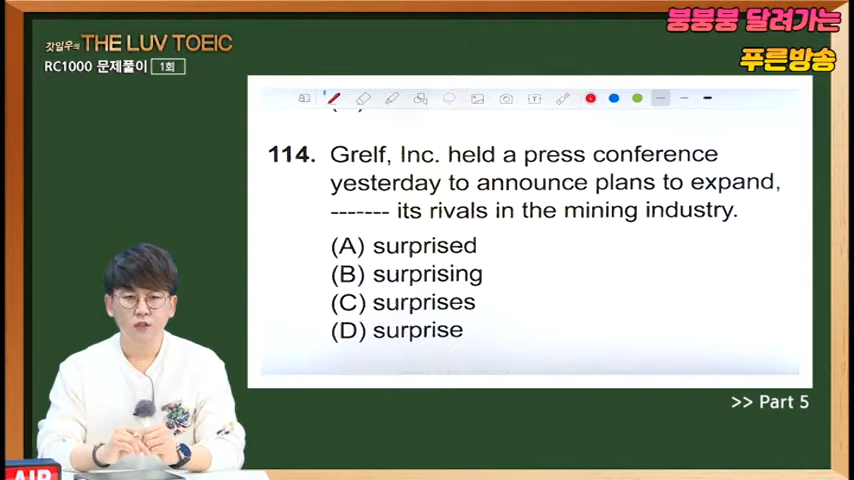 붕붕붕 달려가는
푸른방송
갓일우의 THE LUV TOEIC
RC1000 문제풀이 1회
114. Grelf, Inc. held a press conference
yesterday to announce plans to expand,
------- its rivals in the mining industry.
(A) surprised
(B) surprising
(C) surprises
(D) surprise
>> Part 5
AIR